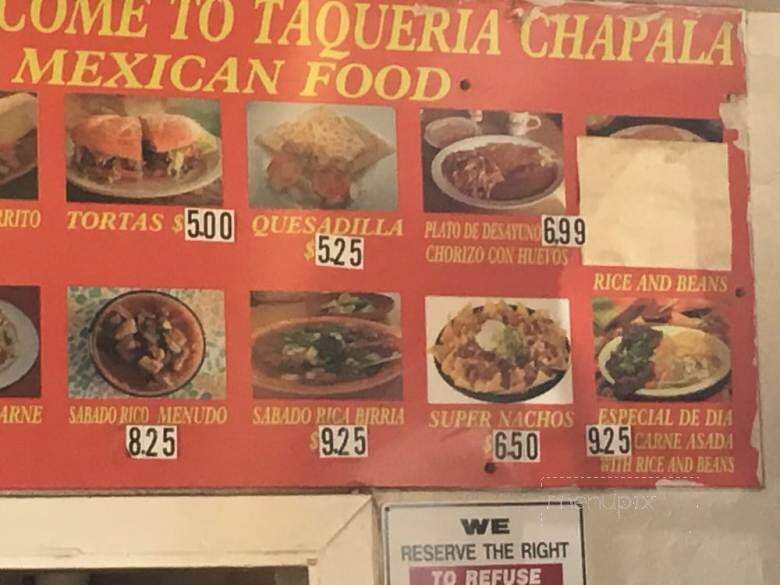 COME TO TAQUERIA CHAPALA
MEXICAN FOOD
RRITO
TORTAS $5.00
QUESADILLA
$5.25
PLATO DE DESAYUNO 6.99
CHORIZO CON HUEVOS
RICE AND BEANS
ARNE
SABADO RICO MENUDO
8.25
SABADO RICA BIRRIA
$9.25
SUPER NACHOS
$6.50
ESPECIAL DE DIA
9.25 CARNE ASADA
WITH RICE AND BEANS
menupix
WE
RESERVE THE RIGHT
TO REFUSE